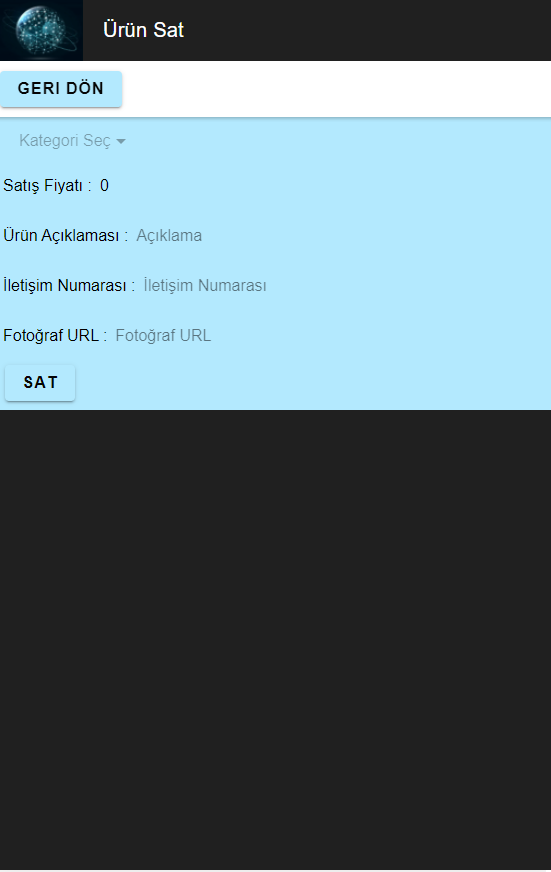 Ürün Sat
GERI DÖN
Kategori Seç
Satış Fiyatı : 0
Ürün Açıklaması : Açıklama
İletişim Numarası : İletişim Numarası
Fotoğraf URL : Fotoğraf URL
SAT